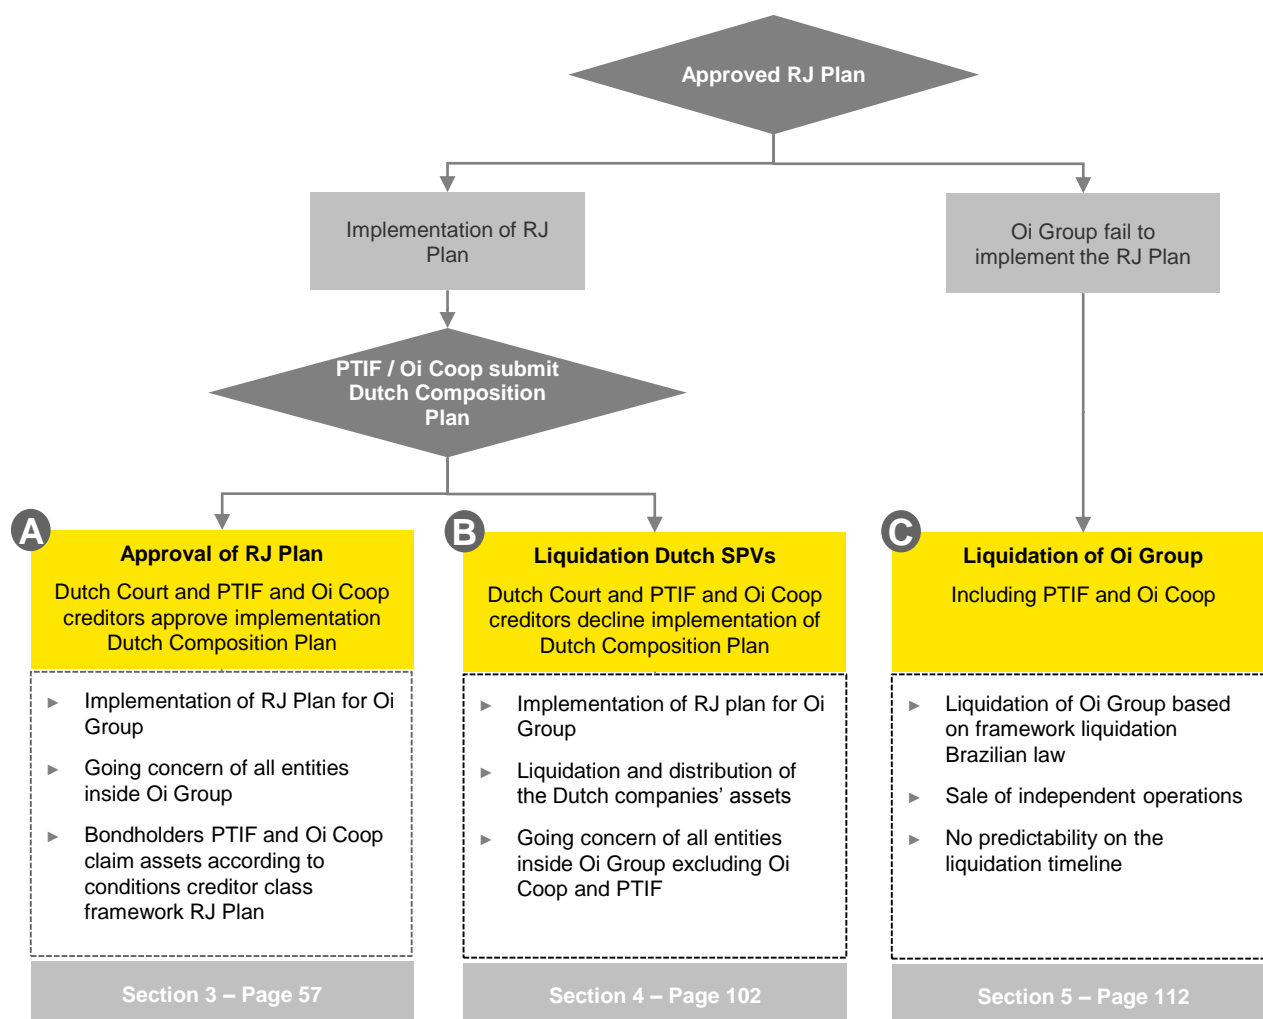 Approved RJ Plan
Implementation of RJ
Plan
Oi Group fail to
implement the RJ Plan
PTIF / Oi Coop submit
Dutch Composition
Plan
A
Approval of RJ Plan
Dutch Court and PTIF and Oi Coop
creditors approve implementation
Dutch Composition Plan
► Implementation of RJ Plan for Oi
Group
► Going concern of all entities
inside Oi Group
► Bondholders PTIF and Oi Coop
claim assets according to
conditions creditor class
framework RJ Plan
Section 3 – Page 57
B
Liquidation Dutch SPVs
Dutch Court and PTIF and Oi Coop
creditors decline implementation of
Dutch Composition Plan
► Implementation of RJ plan for Oi
Group
► Liquidation and distribution of
the Dutch companies’ assets
► Going concern of all entities
inside Oi Group excluding Oi
Coop and PTIF
Section 4 – Page 102
C
Liquidation of Oi Group
Including PTIF and Oi Coop
► Liquidation of Oi Group based
on framework liquidation
Brazilian law
► Sale of independent operations
► No predictability on the
liquidation timeline
Section 5 – Page 112